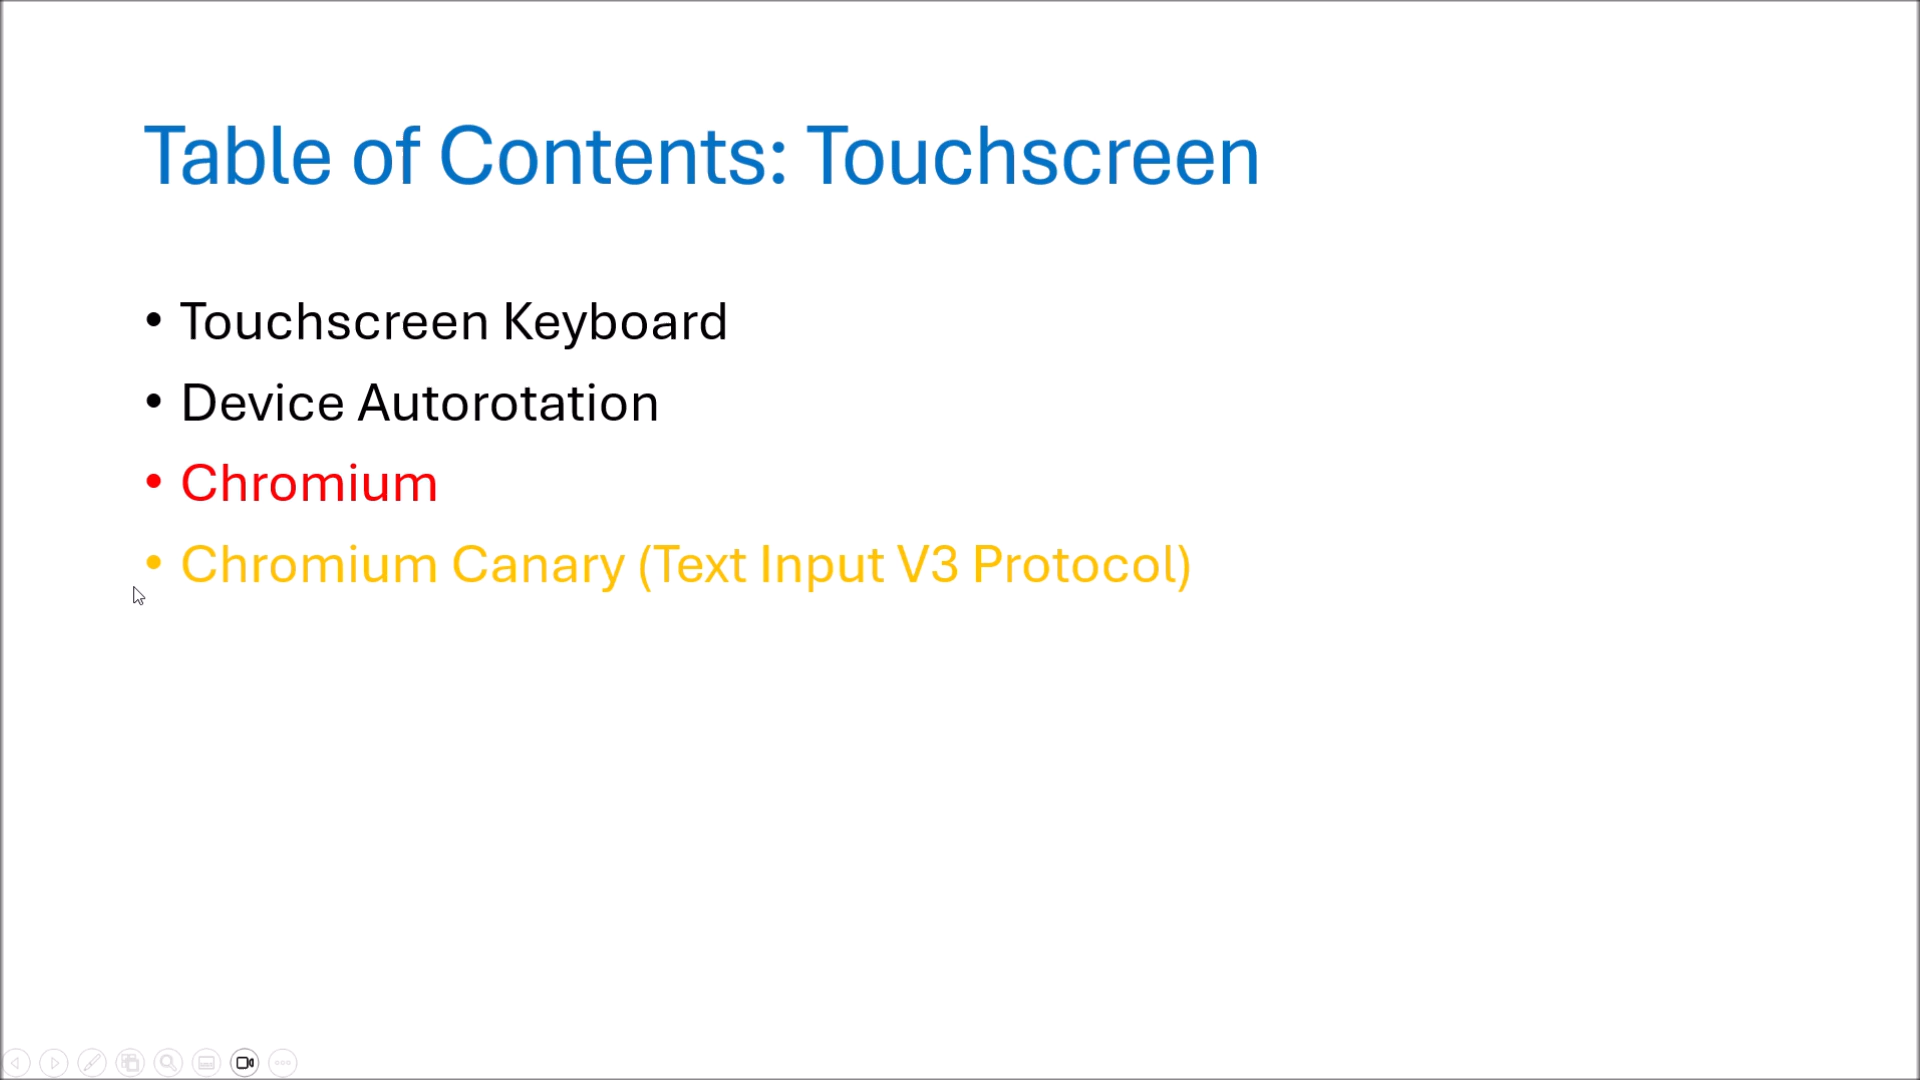 Table of Contents: Touchscreen
• Touchscreen Keyboard
• Device Autorotation
• Chromium
• Chromium Canary (Text Input V3 Protocol)